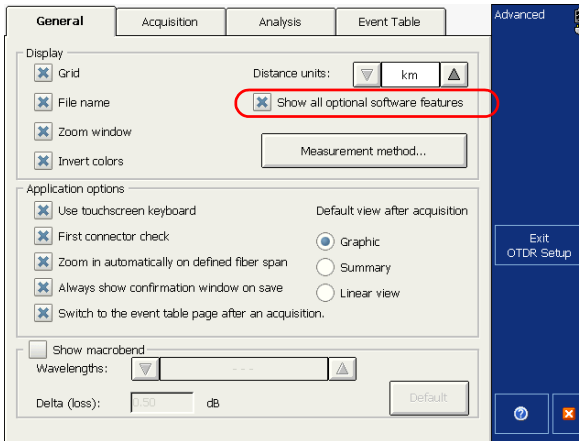 General
Acquisition
Analysis
Event Table
Advanced
Display
Grid
Distance units:
km
File name
Show all optional software features
Zoom window
Invert colors
Measurement method...
Application options
Use touchscreen keyboard
Default view after acquisition
First connector check
Graphic
Zoom in automatically on defined fiber span
Summary
Always show confirmation window on save
Linear view
Switch to the event table page after an acquisition.
Exit
OTDR Setup
Show macrobend
Wavelengths:
---
Delta (loss):
0.50
dB
Default
?